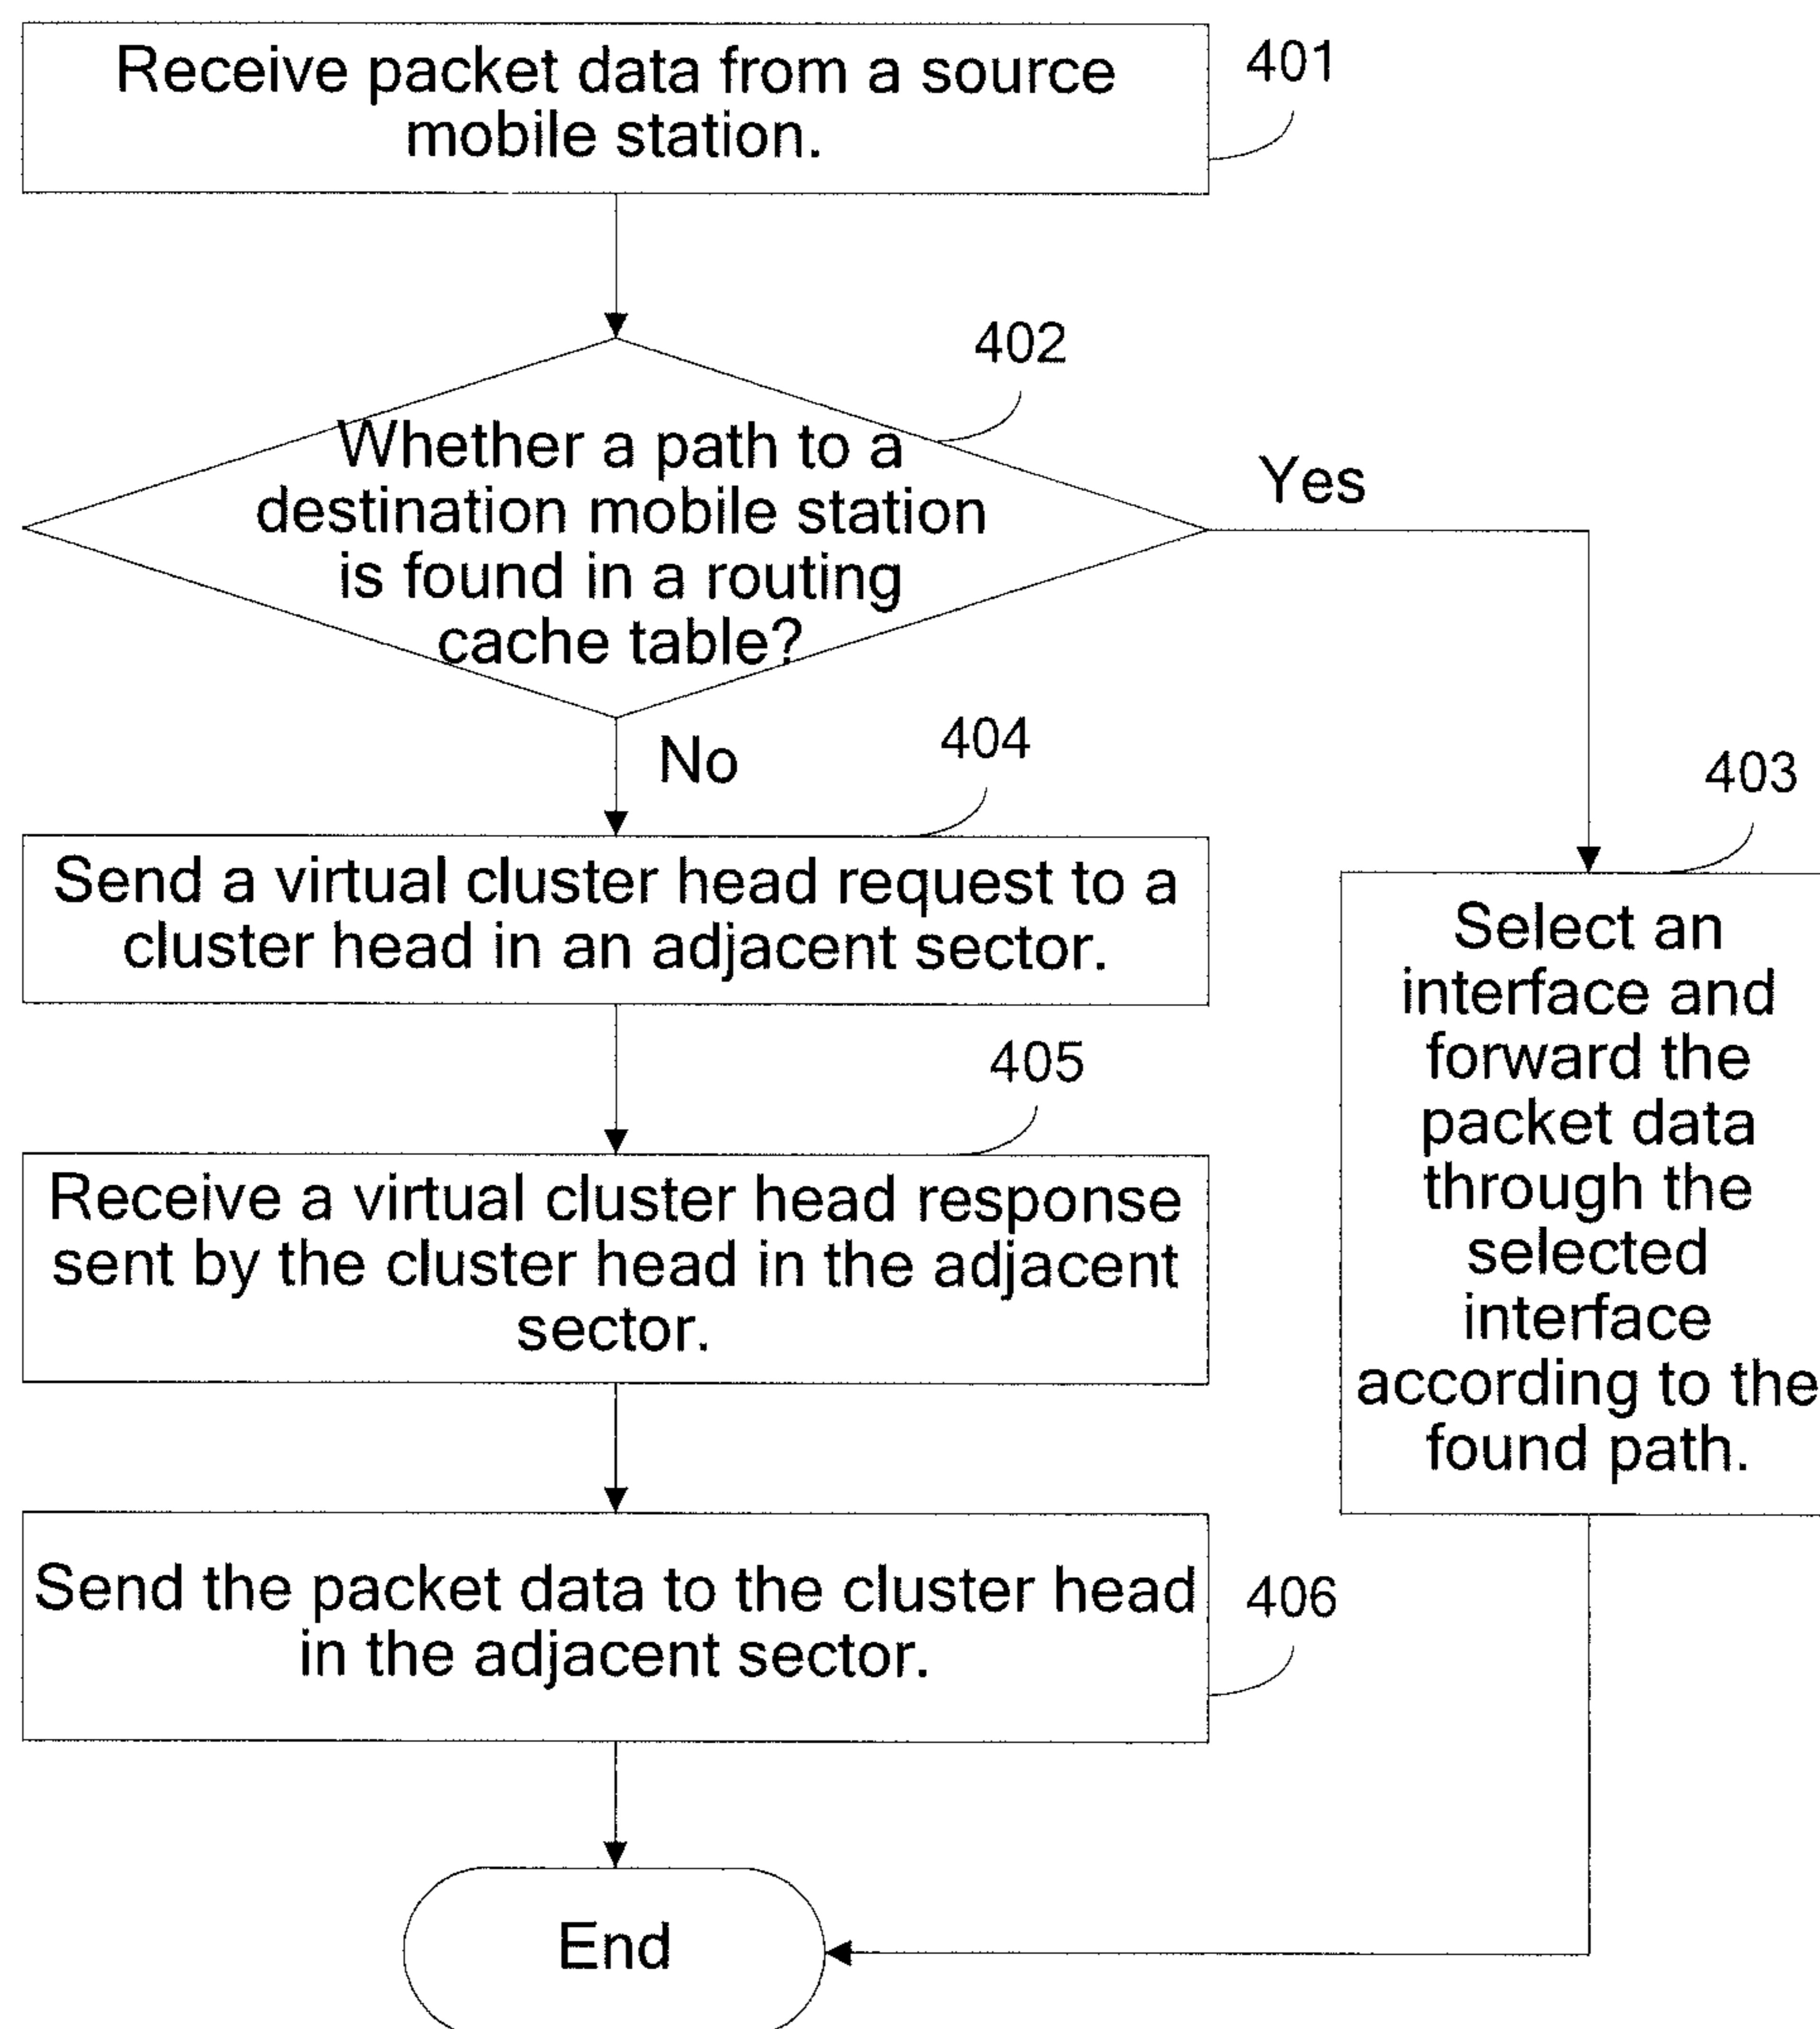 Receive packet data from a source
mobile station.
401
402
Whether a path to a
destination mobile station
is found in a routing
cache table?
Yes
No
404
403
Send a virtual cluster head request to a
cluster head in an adjacent sector.
Select an
interface and
forward the
packet data
through the
selected
interface
according to the
found path.
405
Receive a virtual cluster head response
sent by the cluster head in the adjacent
sector.
Send the packet data to the cluster head
in the adjacent sector.
406
End